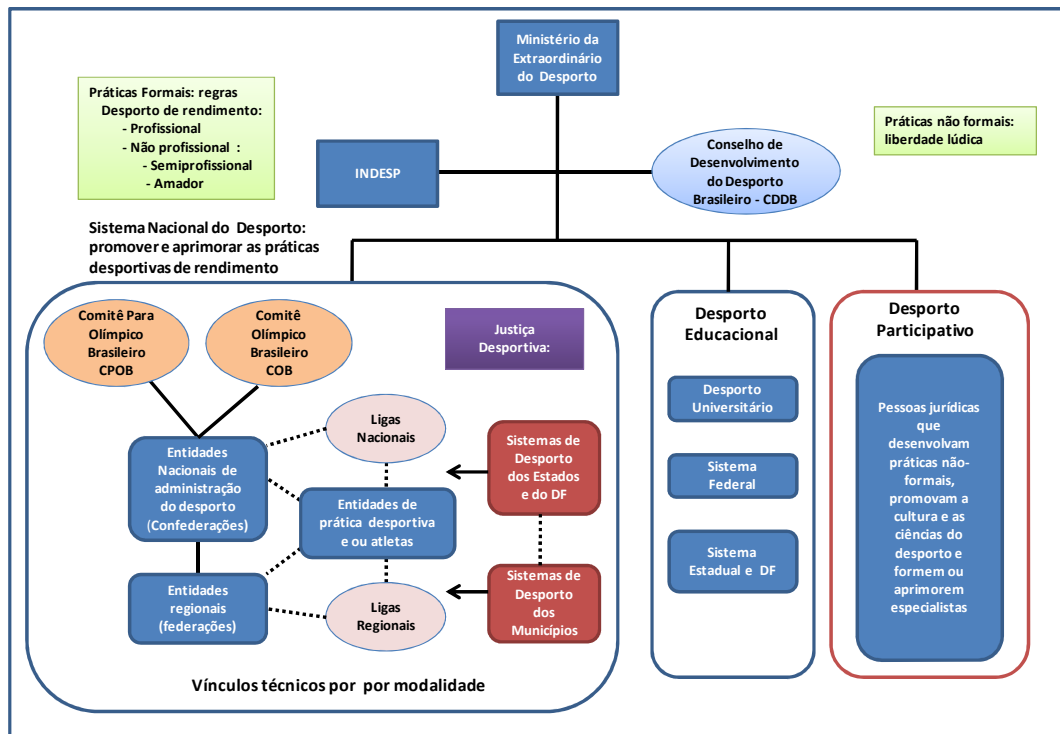 Ministério da
Extraordinário
do Desporto
Práticas Formais: regras
Desporto de rendimento:
- Profissional
- Não profissional :
- Semiprofissional
- Amador
Práticas não formais:
liberdade lúdica
INDESP
Conselho de
Desenvolvimento
do Desporto
Brasileiro - CDDB
Sistema Nacional do Desporto:
promover e aprimorar as práticas
desportivas de rendimento
Comitê Para
Olímpico
Brasileiro
CPOB
Comitê
Olímpico
Brasileiro
COB
Justiça
Desportiva:
Entidades
Nacionais de
administração
do desporto
(Confederações)
Ligas
Nacionais
Sistemas de
Desporto
dos Estados
e do DF
Entidades de
prática desportiva
e ou atletas
Entidades
regionais
(federações)
Ligas
Regionais
Sistemas de
Desporto
dos
Municípios
Vínculos técnicos por por modalidade
Desporto
Educacional
Desporto
Universitário
Sistema
Federal
Sistema
Estadual e DF
Desporto
Participativo
Pessoas jurídicas
que
desenvolvam
práticas não-
formais,
promovam a
cultura e as
ciências do
desporto e
formem ou
aprimorem
especialistas